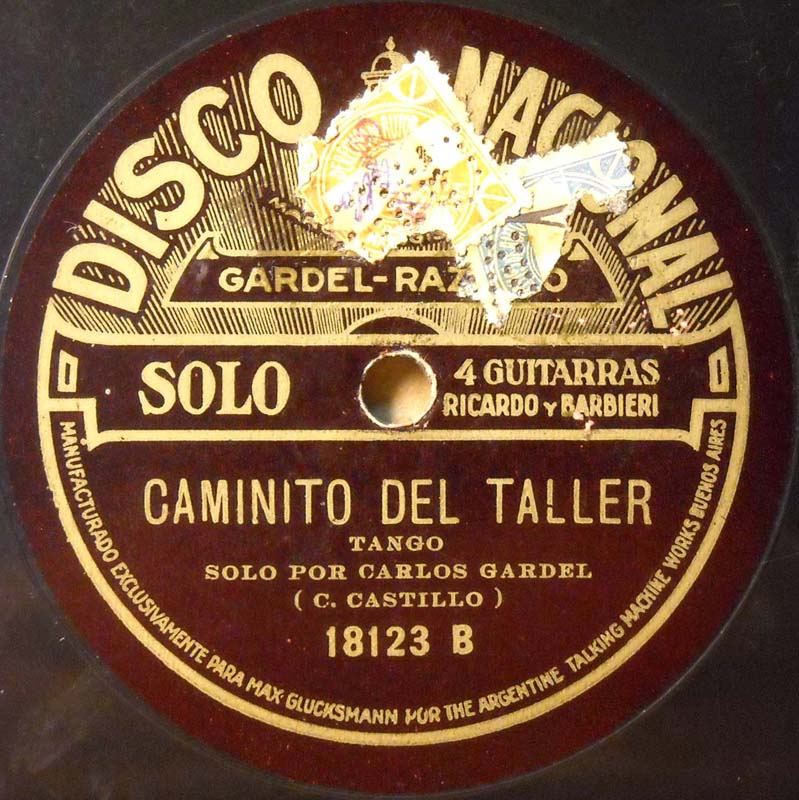 DISCO NACIONAL
GARDEL-RAZ O
SOLO
4 GUITARRAS
RICARDO Y BARBIERI
CAMINITO DEL TALLER
TANGO
SOLO POR CARLOS GARDEL
( C. CASTILLO )
18123 B
MANUFACTURADO EXCLUSIVAMENTE PARA MAX GLUCKSMANN POR THE ARGENTINE TALKING MACHINE WORKS BUENOS AIRES